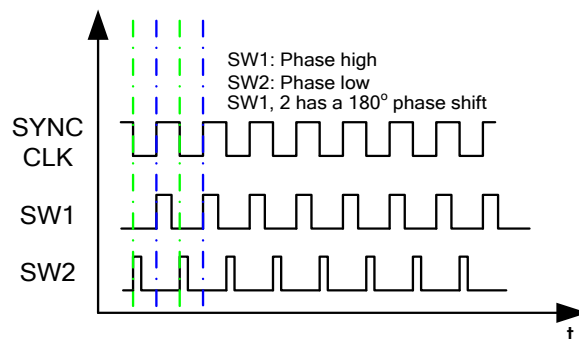 SW1: Phase high
SW2: Phase low
SW1, 2 has a 180° phase shift
SYNC
CLK
SW1
SW2
t